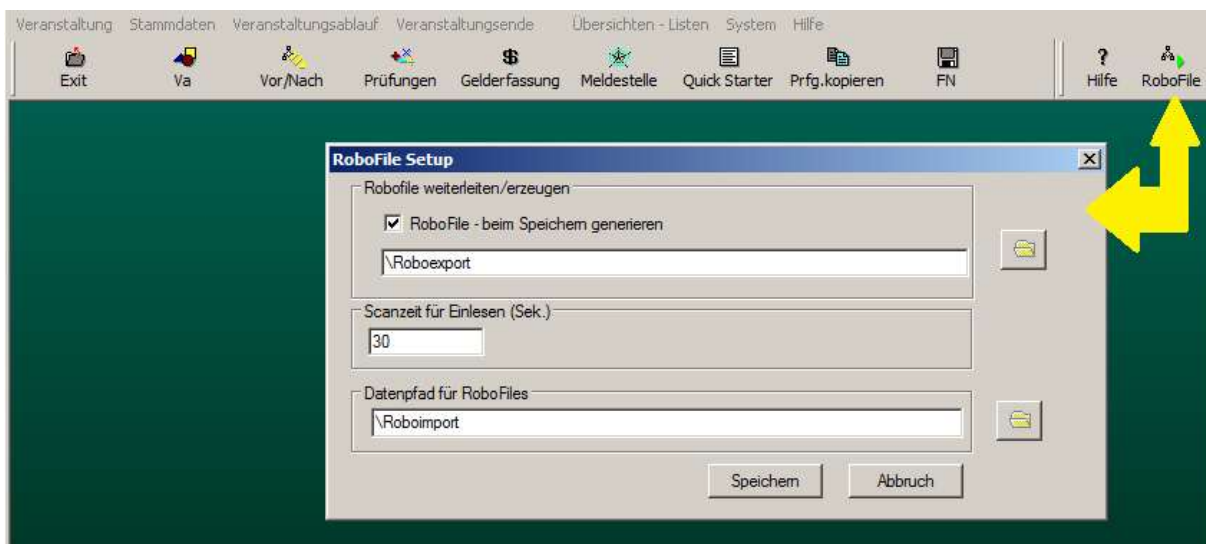 Veranstaltung Stammdaten Veranstaltungsablauf Veranstaltungsende Übersichten - Listen System Hilfe
Exit Va Vor/Nach Prüfungen Gelderfassung Meldestelle Quick Starter Prfg.kopieren FN Hilfe RoboFile
RoboFile Setup
Robofile weiterleiten/erzeugen
RoboFile - beim Speichern generieren
\Roboexport
Scanzeit für Einlesen (Sek.)
30
Datenpfad für RoboFiles
\Roboimport
Speichern Abbruch